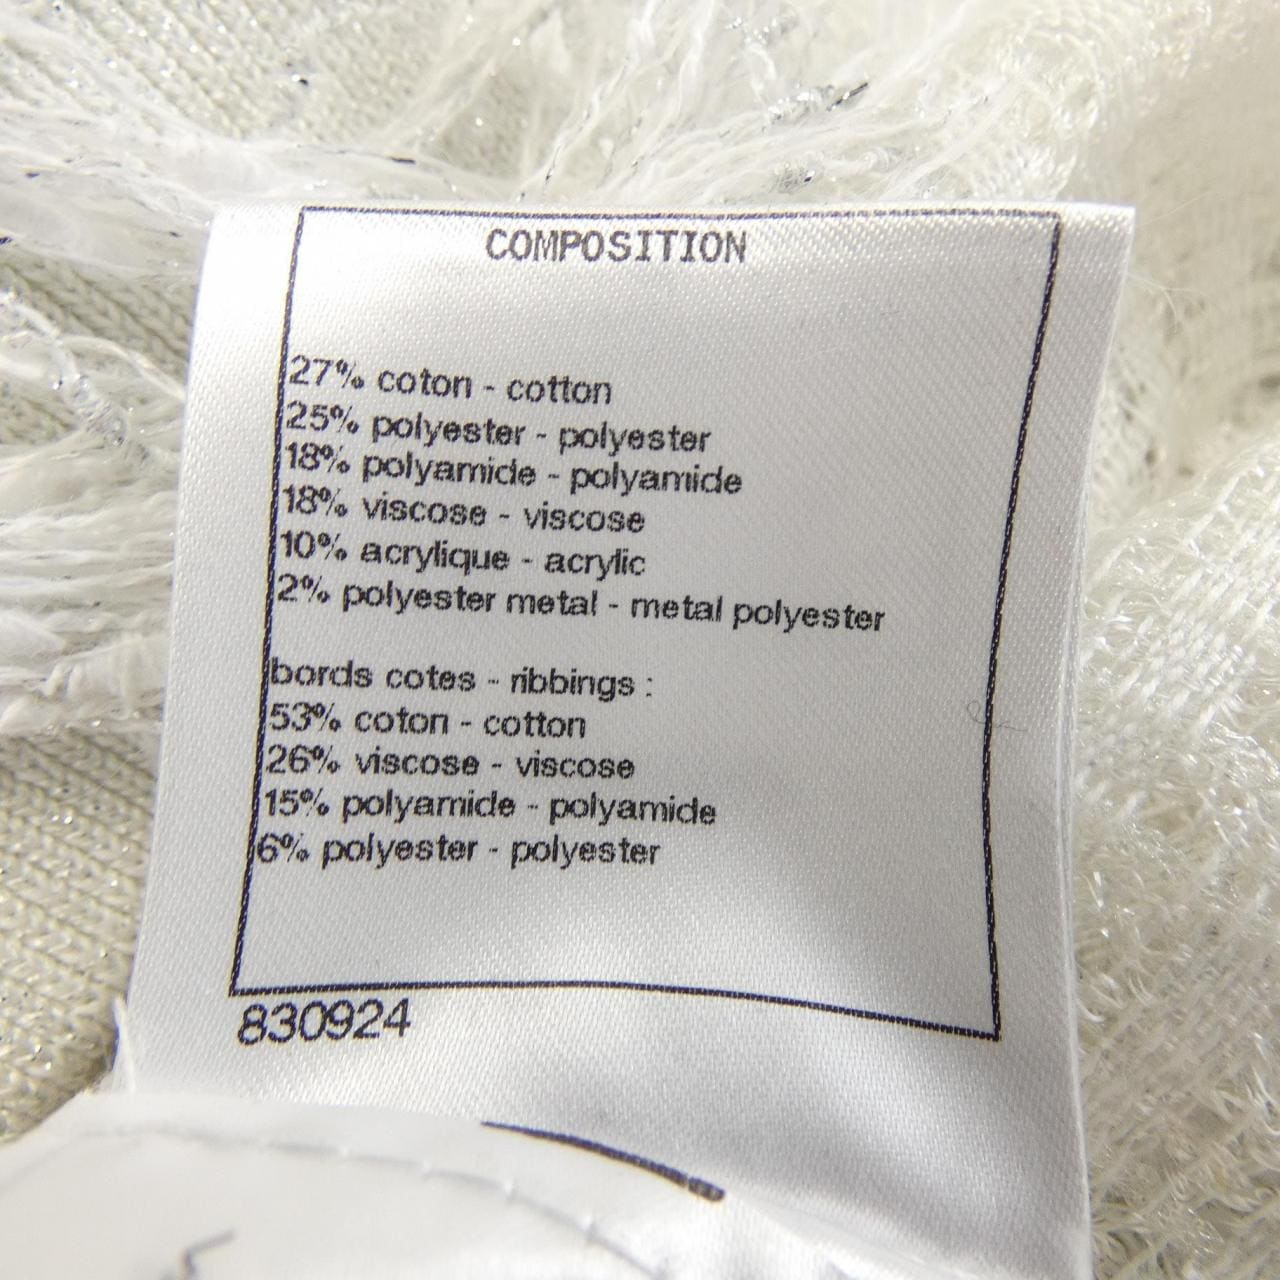 COMPOSITION
27% coton - cotton
25% polyester - polyester
18% polyamide - polyamide
18% viscose - viscose
10% acrylique - acrylic
2% polyester metal - metal polyester
bords cotes - ribbings :
53% coton - cotton
26% viscose - viscose
15% polyamide - polyamide
6% polyester - polyester
830924